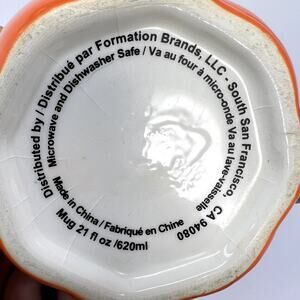 Distributed by / Distribué par Formation Brands, LLC - South San Francisco, CA 94080
Microwave and Dishwasher Safe / Va au four à micro-onde Va au lave-vaisselle
Made in China / Fabriqué en Chine
Mug 21 fl oz /620ml